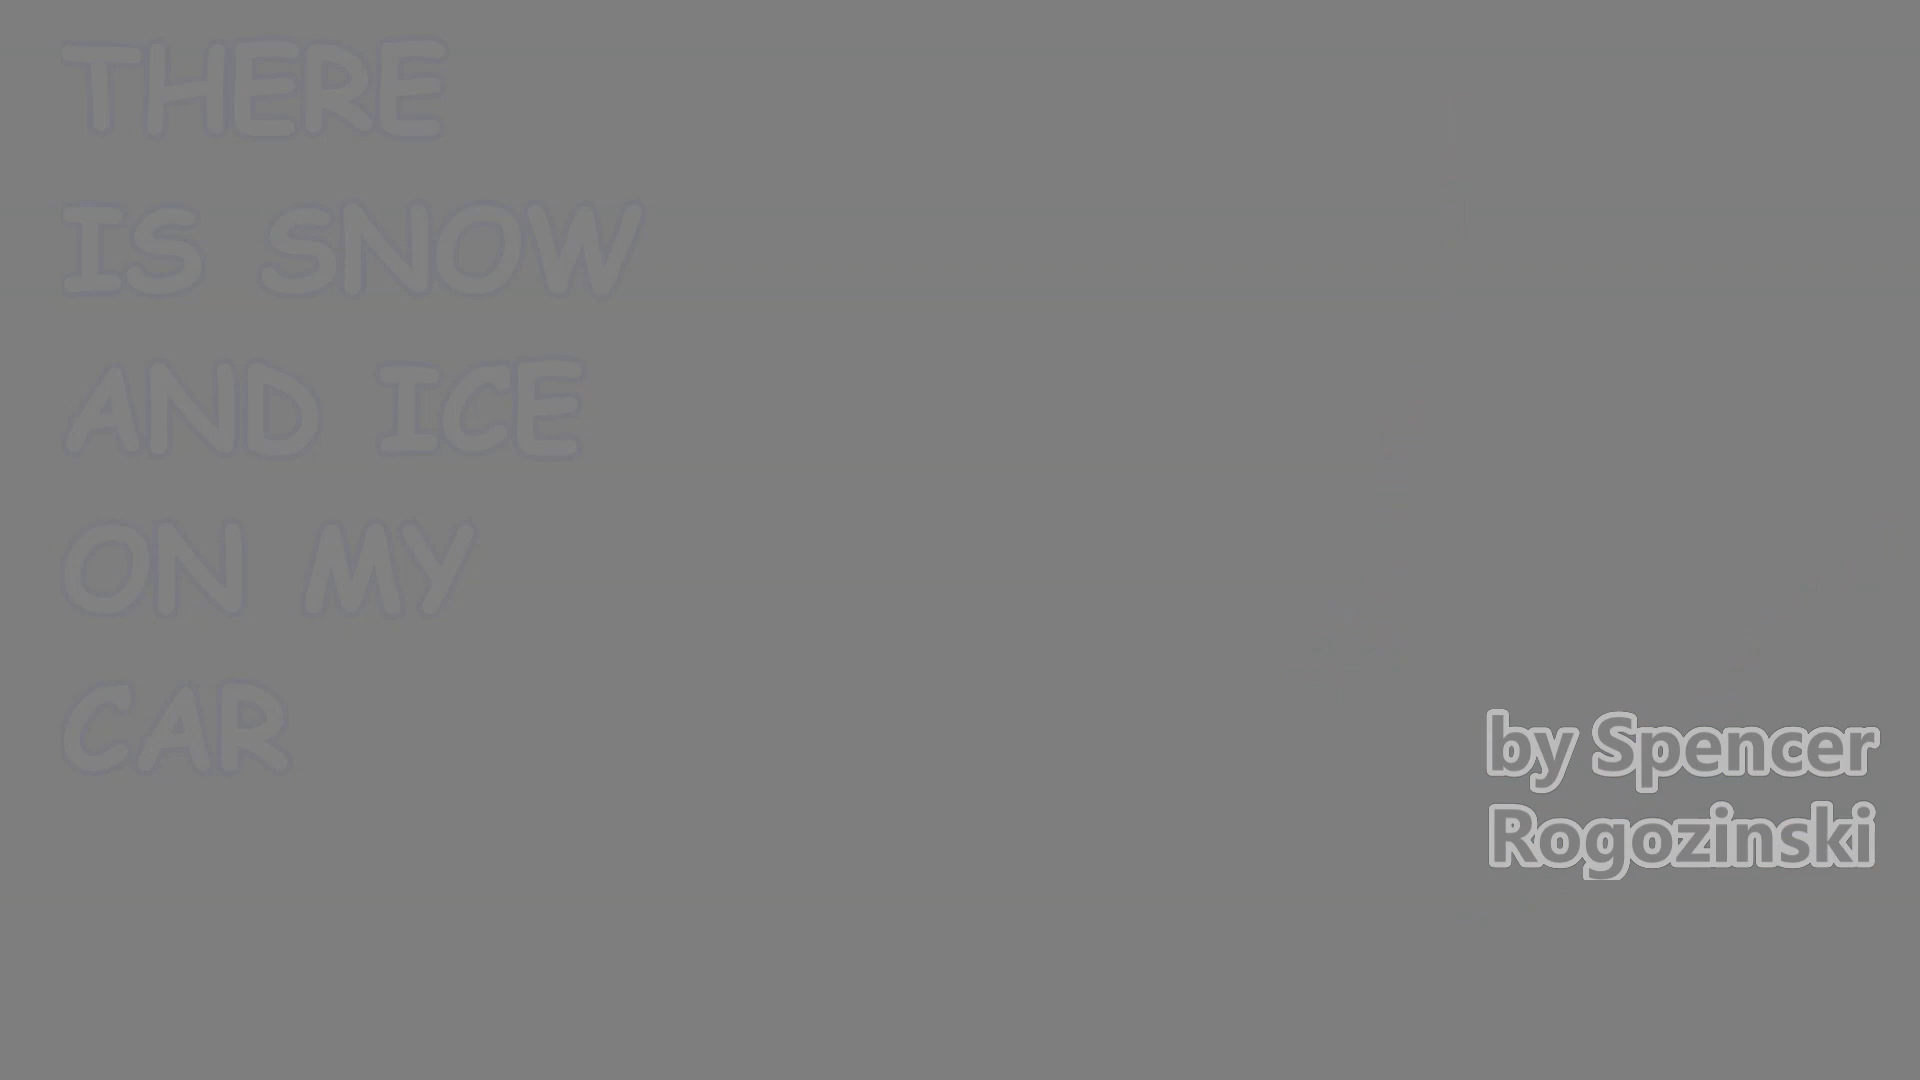 THERE
IS SNOW
AND ICE
ON MY
CAR
by Spencer
Rogozinski